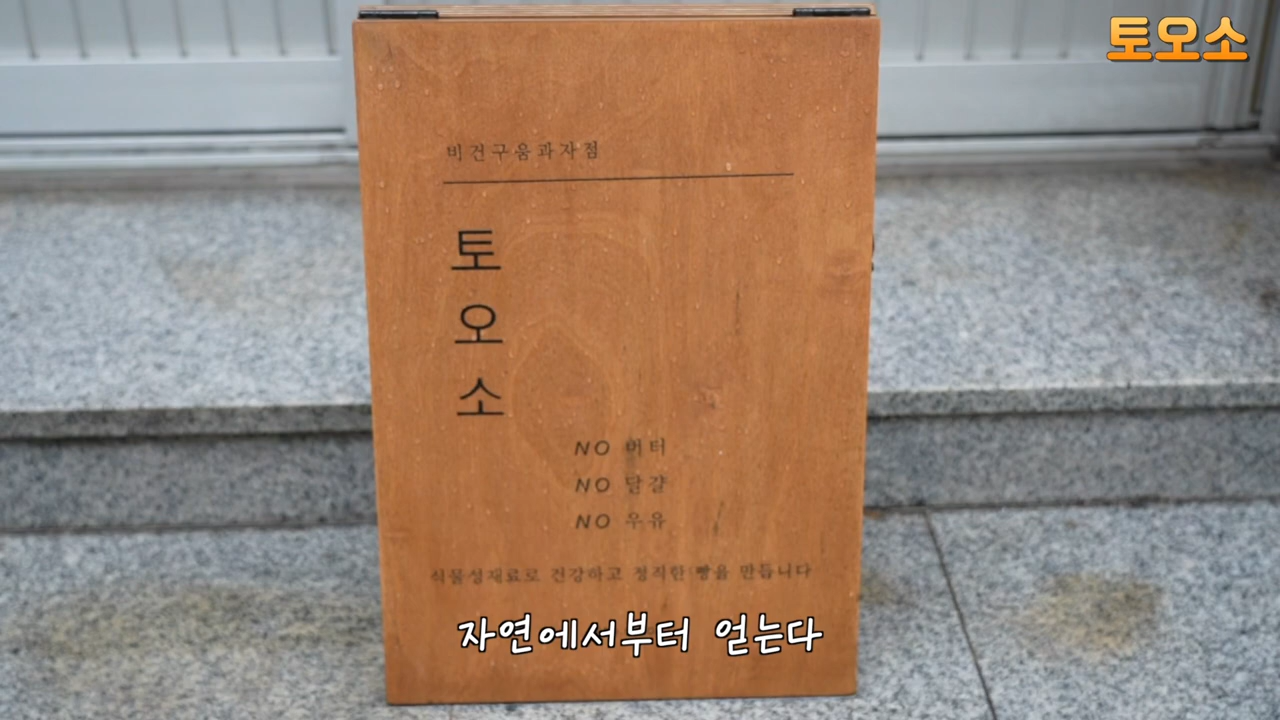 토오소
비건구움과자점
토
오
소
NO 버터
NO 달걀
NO 우유
식물성재료로 건강하고 정직한 빵을 만듭니다
자연에서부터 얻는다